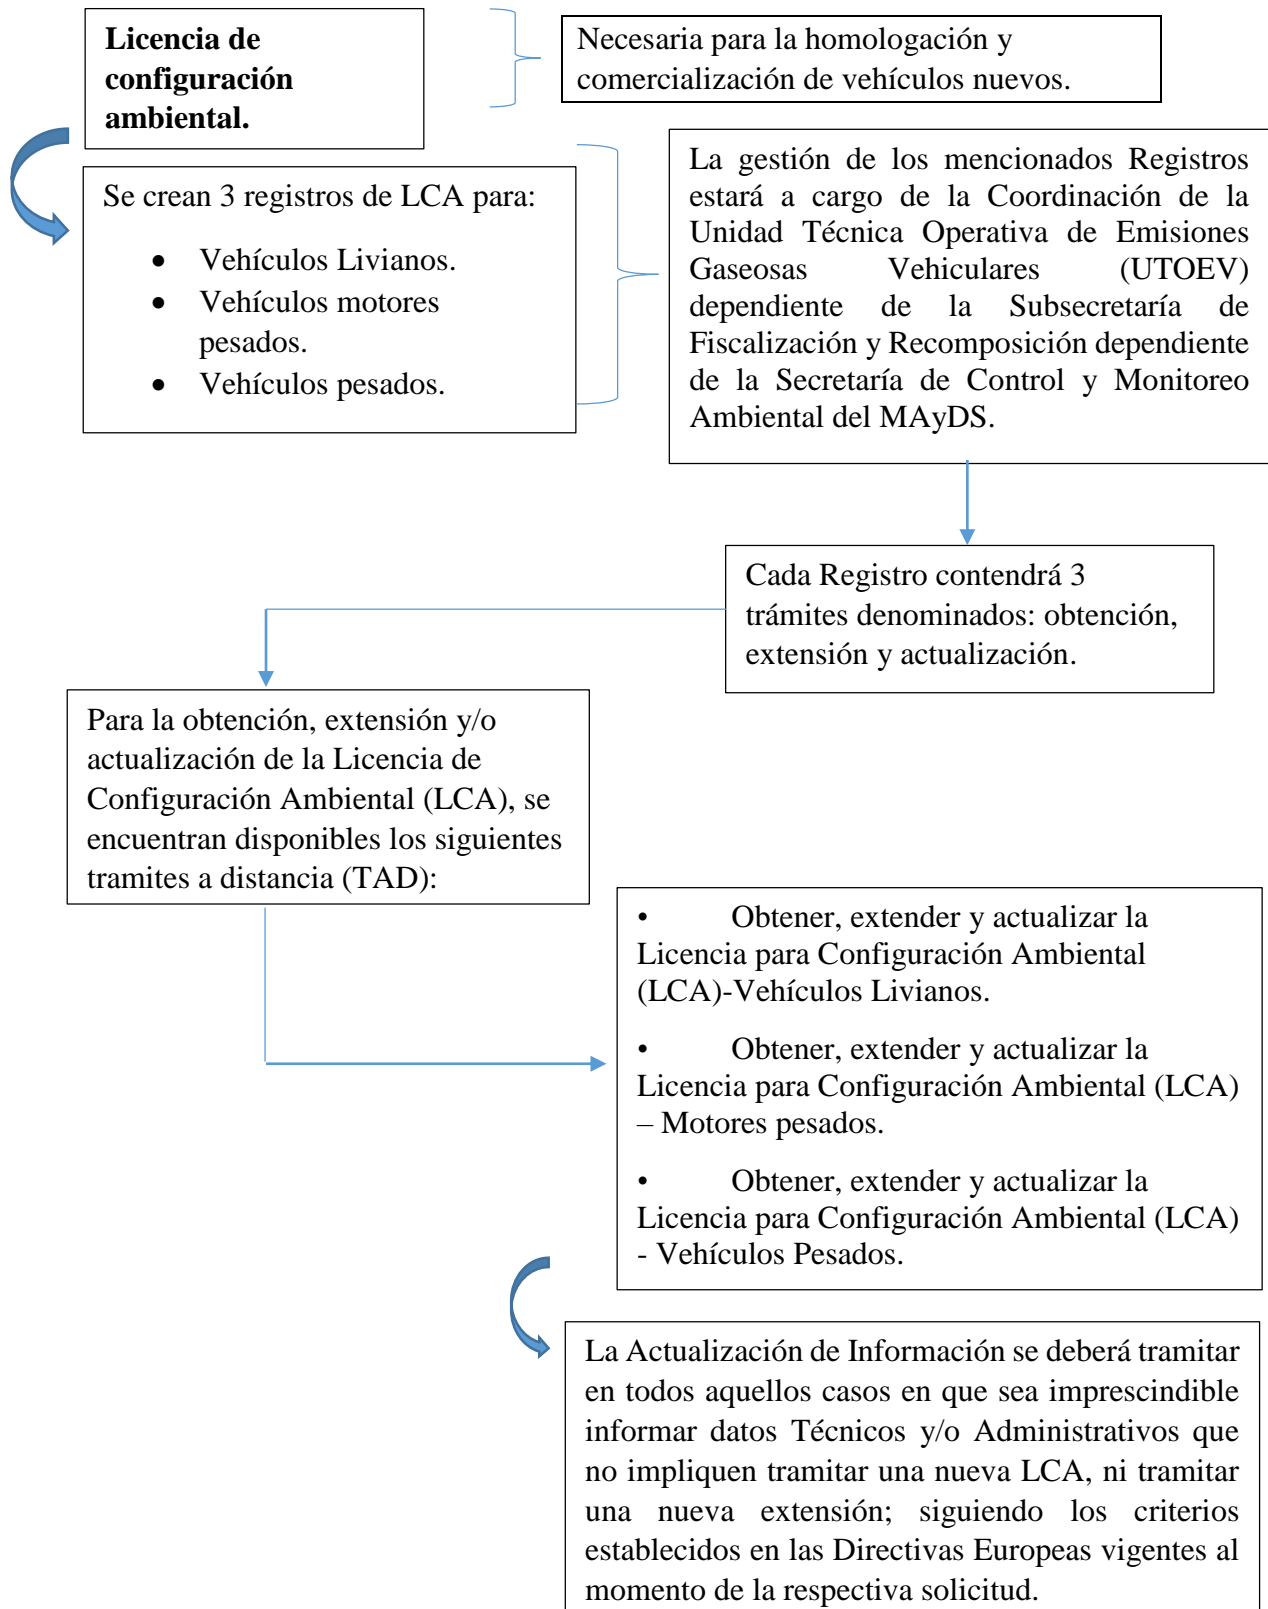 Licencia de
configuración
ambiental.
Necesaria para la homologación y
comercialización de vehículos nuevos.
Se crean 3 registros de LCA para:
• Vehículos Livianos.
• Vehículos motores
pesados.
• Vehículos pesados.
La gestión de los mencionados Registros
estará a cargo de la Coordinación de la
Unidad Técnica Operativa de Emisiones
Gaseosas Vehiculares (UTOEV)
dependiente de la Subsecretaría de
Fiscalización y Recomposición dependiente
de la Secretaría de Control y Monitoreo
Ambiental del MAyDS.
Cada Registro contendrá 3
trámites denominados: obtención,
extensión y actualización.
Para la obtención, extensión y/o
actualización de la Licencia de
Configuración Ambiental (LCA), se
encuentran disponibles los siguientes
tramites a distancia (TAD):
• Obtener, extender y actualizar la
Licencia para Configuración Ambiental
(LCA)-Vehículos Livianos.
• Obtener, extender y actualizar la
Licencia para Configuración Ambiental (LCA)
– Motores pesados.
• Obtener, extender y actualizar la
Licencia para Configuración Ambiental (LCA)
- Vehículos Pesados.
La Actualización de Información se deberá tramitar
en todos aquellos casos en que sea imprescindible
informar datos Técnicos y/o Administrativos que
no impliquen tramitar una nueva LCA, ni tramitar
una nueva extensión; siguiendo los criterios
establecidos en las Directivas Europeas vigentes al
momento de la respectiva solicitud.